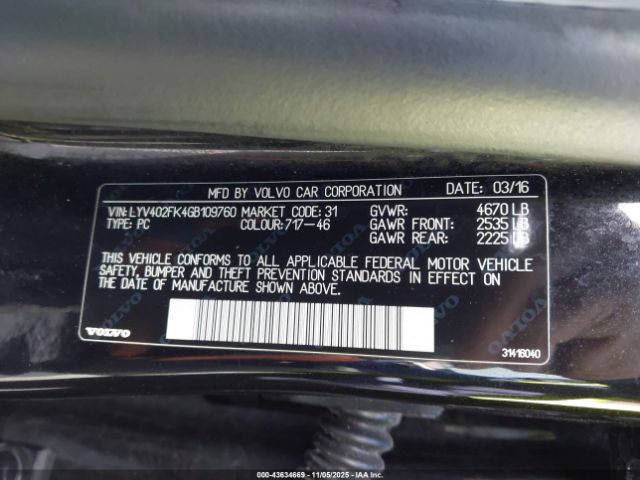 MFD BY VOLVO CAR CORPORATION DATE: 03/16
VIN: LYV402FK4GB109760 MARKET CODE: 31 GVWR: 4670 LB
TYPE: PC COLOUR: 717-46 GAWR FRONT: 2535 LB
GAWR REAR: 2225 LB
THIS VEHICLE CONFORMS TO ALL APPLICABLE FEDERAL MOTOR VEHICLE
SAFETY, BUMPER AND THEFT PREVENTION STANDARDS IN EFFECT ON
THE DATE OF MANUFACTURE SHOWN ABOVE.
VOLVO 31416040
000-43634669 - 11/05/2025 - IAAI.COM